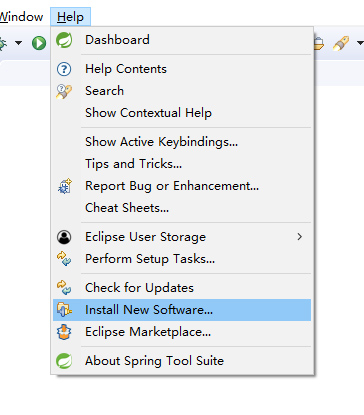 Window Help
Dashboard
Help Contents
Search
Show Contextual Help
Show Active Keybindings...
Tips and Tricks...
Report Bug or Enhancement...
Cheat Sheets...
Eclipse User Storage
Perform Setup Tasks...
Check for Updates
Install New Software...
Eclipse Marketplace...
About Spring Tool Suite